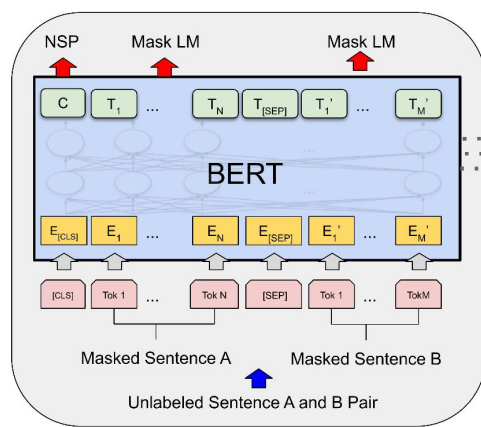 NSP Mask LM Mask LM
C T1 ... TN T[SEP] T1' ... TM'
BERT
E[CLS] E1 ... EN E[SEP] E1' ... EM'
[CLS] Tok 1 ... Tok N [SEP] Tok 1 ... TokM
Masked Sentence A Masked Sentence B
Unlabeled Sentence A and B Pair